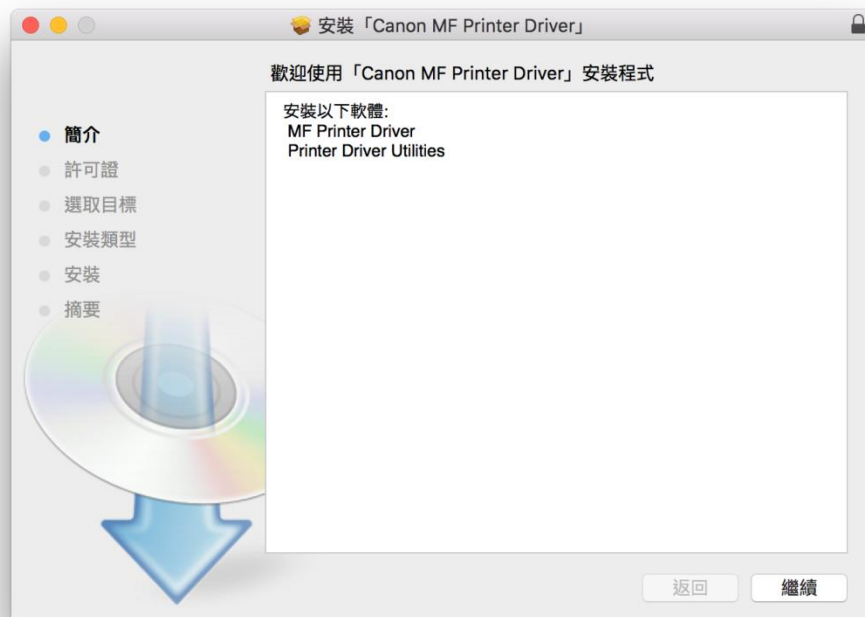 安裝「Canon MF Printer Driver」
歡迎使用「Canon MF Printer Driver」安裝程式
簡介
許可證
選取目標
安裝類型
安裝
摘要
安裝以下軟體:
MF Printer Driver
Printer Driver Utilities
返回
繼續